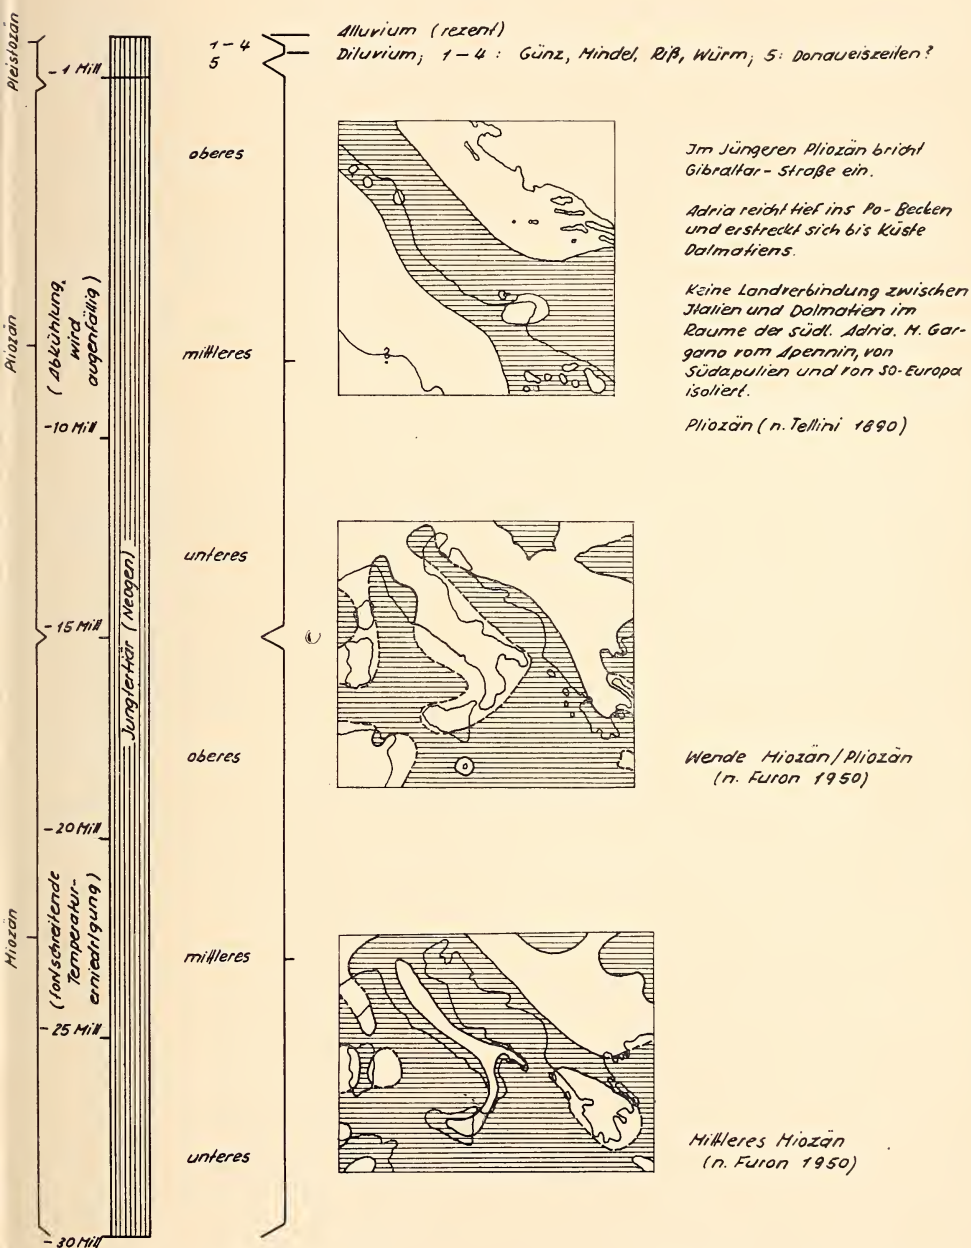 Alluvium (rezent)
1-4
Diluvium; 1-4: Günz, Mindel, Riß, Würm; 5: Donaueiszeiten?
5
Pleistozän
-1 Mill
oberes
Im Jüngeren Pliozän bricht
Gibraltar-Straße ein.
Adria reicht tief ins Po-Becken
und erstreckt sich bis Küste
Dalmatiens.
Keine Landverbindung zwischen
Italien und Dalmatien im
Raume der südl. Adria. M. Gar-
gano vom Apennin, von
Südapulien und von SO-Europa
isoliert.
Pliozän (n. Tellini 1890)
?
Pliozän
(Abkühlung,
wird
augenfällig)
mittleres
-10 Mill
unteres
-15 Mill
Jungtertiär (Neogen)
oberes
Wende Miozän/Pliozän
(n. Furon 1950)
-20 Mill
Miozän
(fortschreitende
Temperatur-
erniedrigung)
mittleres
-25 Mill
unteres
Mittleres Miozän
(n. Furon 1950)
-30 Mill